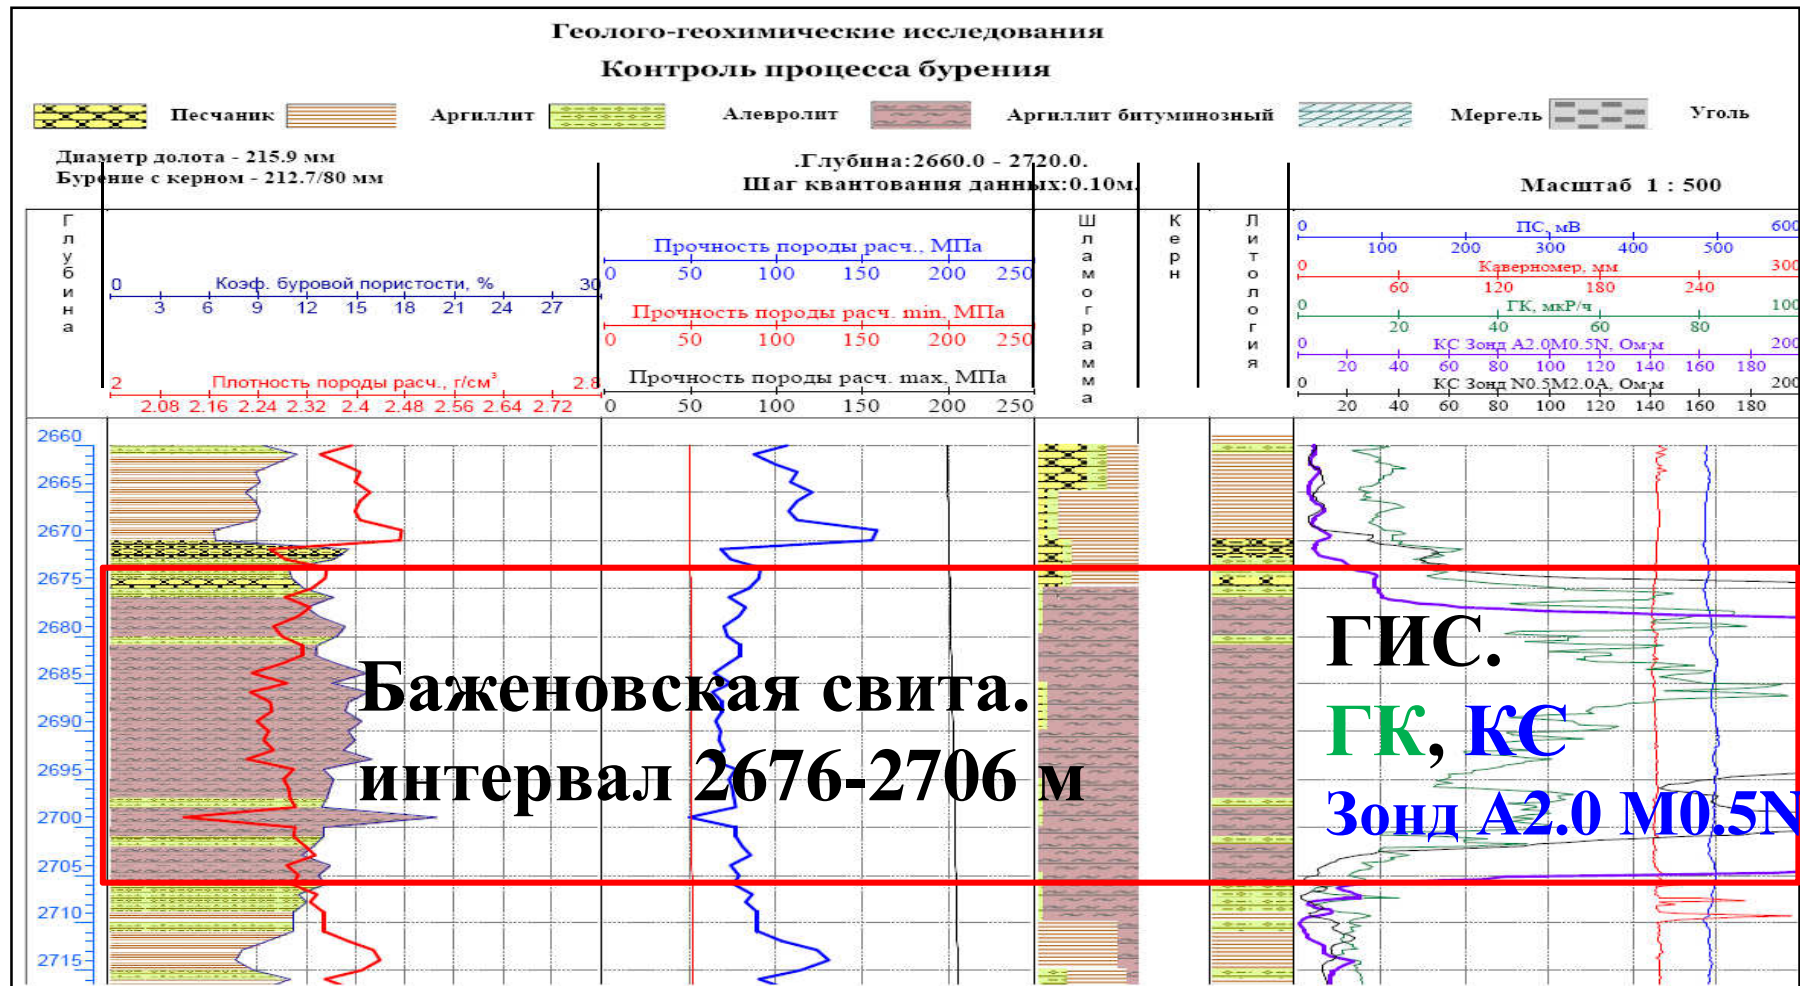 Геолого-геохимические исследования
Контроль процесса бурения
Песчаник Аргиллит Алевролит Аргиллит битуминозный Мергель Уголь
Диаметр долота - 215.9 мм
Бурение с керном - 212.7/80 мм
.Глубина:2660.0 - 2720.0.
Шаг квантования данных:0.10м.
Масштаб 1 : 500
Глубина
0 Коэф. буровой пористости, % 30
3 6 9 12 15 18 21 24 27
2 Плотность породы расч., г/см³ 2.8
2.08 2.16 2.24 2.32 2.4 2.48 2.56 2.64 2.72
Прочность породы расч., МПа
0 50 100 150 200 250
Прочность породы расч. min, МПа
0 50 100 150 200 250
Прочность породы расч. max, МПа
0 50 100 150 200 250
Шламограмма
Керн
Литология
0 ПС, мВ 600
100 200 300 400 500
0 Каверномер, мм 300
60 120 180 240
0 ГК, мкР/ч 100
20 40 60 80
0 КС Зонд A2.0M0.5N, Ом·м 200
20 40 60 80 100 120 140 160 180
0 КС Зонд N0.5M2.0A, Ом·м 200
20 40 60 80 100 120 140 160 180
2660
2665
2670
2675
2680
2685
2690
2695
2700
2705
2710
2715
Баженовская свита.
интервал 2676-2706 м
ГИС.
ГК, КС
Зонд А2.0 М0.5N